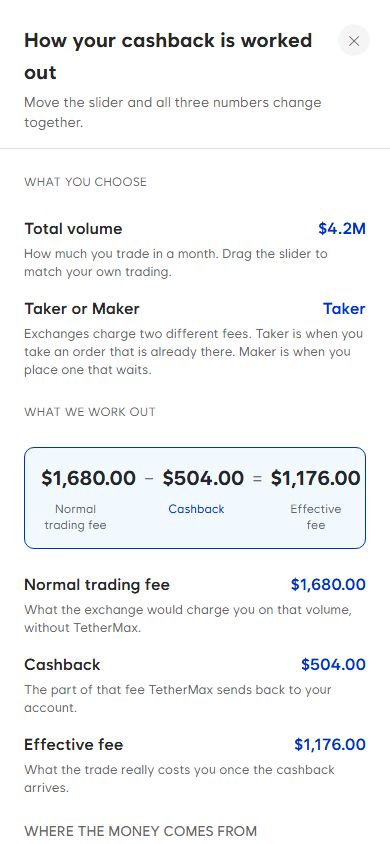 How your cashback is worked
out
Move the slider and all three numbers change
together.
WHAT YOU CHOOSE
Total volume $4.2M
How much you trade in a month. Drag the slider to
match your own trading.
Taker or Maker Taker
Exchanges charge two different fees. Taker is when you
take an order that is already there. Maker is when you
place one that waits.
WHAT WE WORK OUT
$1,680.00 − $504.00 = $1,176.00
Normal Cashback Effective
trading fee fee
Normal trading fee $1,680.00
What the exchange would charge you on that volume,
without TetherMax.
Cashback $504.00
The part of that fee TetherMax sends back to your
account.
Effective fee $1,176.00
What the trade really costs you once the cashback
arrives.
WHERE THE MONEY COMES FROM